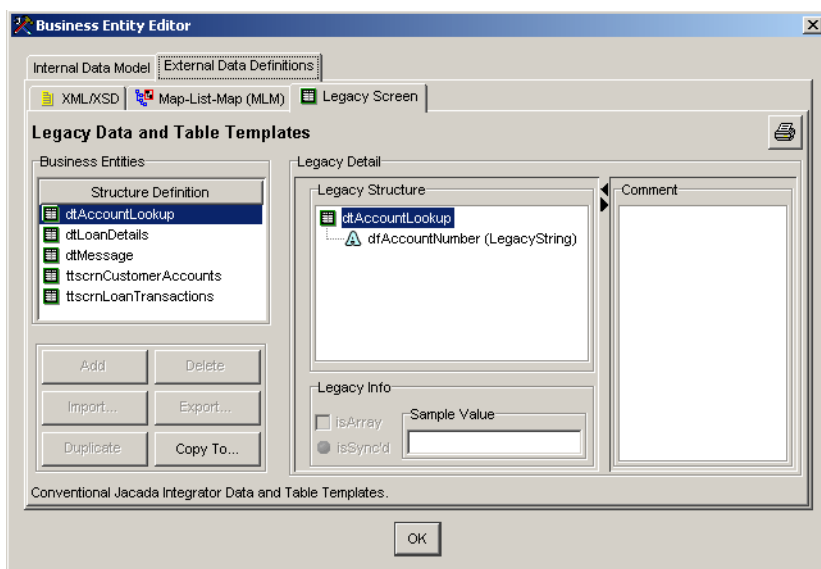 Business Entity Editor
Internal Data Model External Data Definitions
XML/XSD Map-List-Map (MLM) Legacy Screen
Legacy Data and Table Templates
Business Entities
Structure Definition
dtAccountLookup
dtLoanDetails
dtMessage
ttscrnCustomerAccounts
ttscrnLoanTransactions
Add Delete
Import... Export...
Duplicate Copy To...
Legacy Detail
Legacy Structure
dtAccountLookup
dfAccountNumber (LegacyString)
Legacy Info
isArray
isSync'd
Sample Value
Comment
Conventional Jacada Integrator Data and Table Templates.
OK